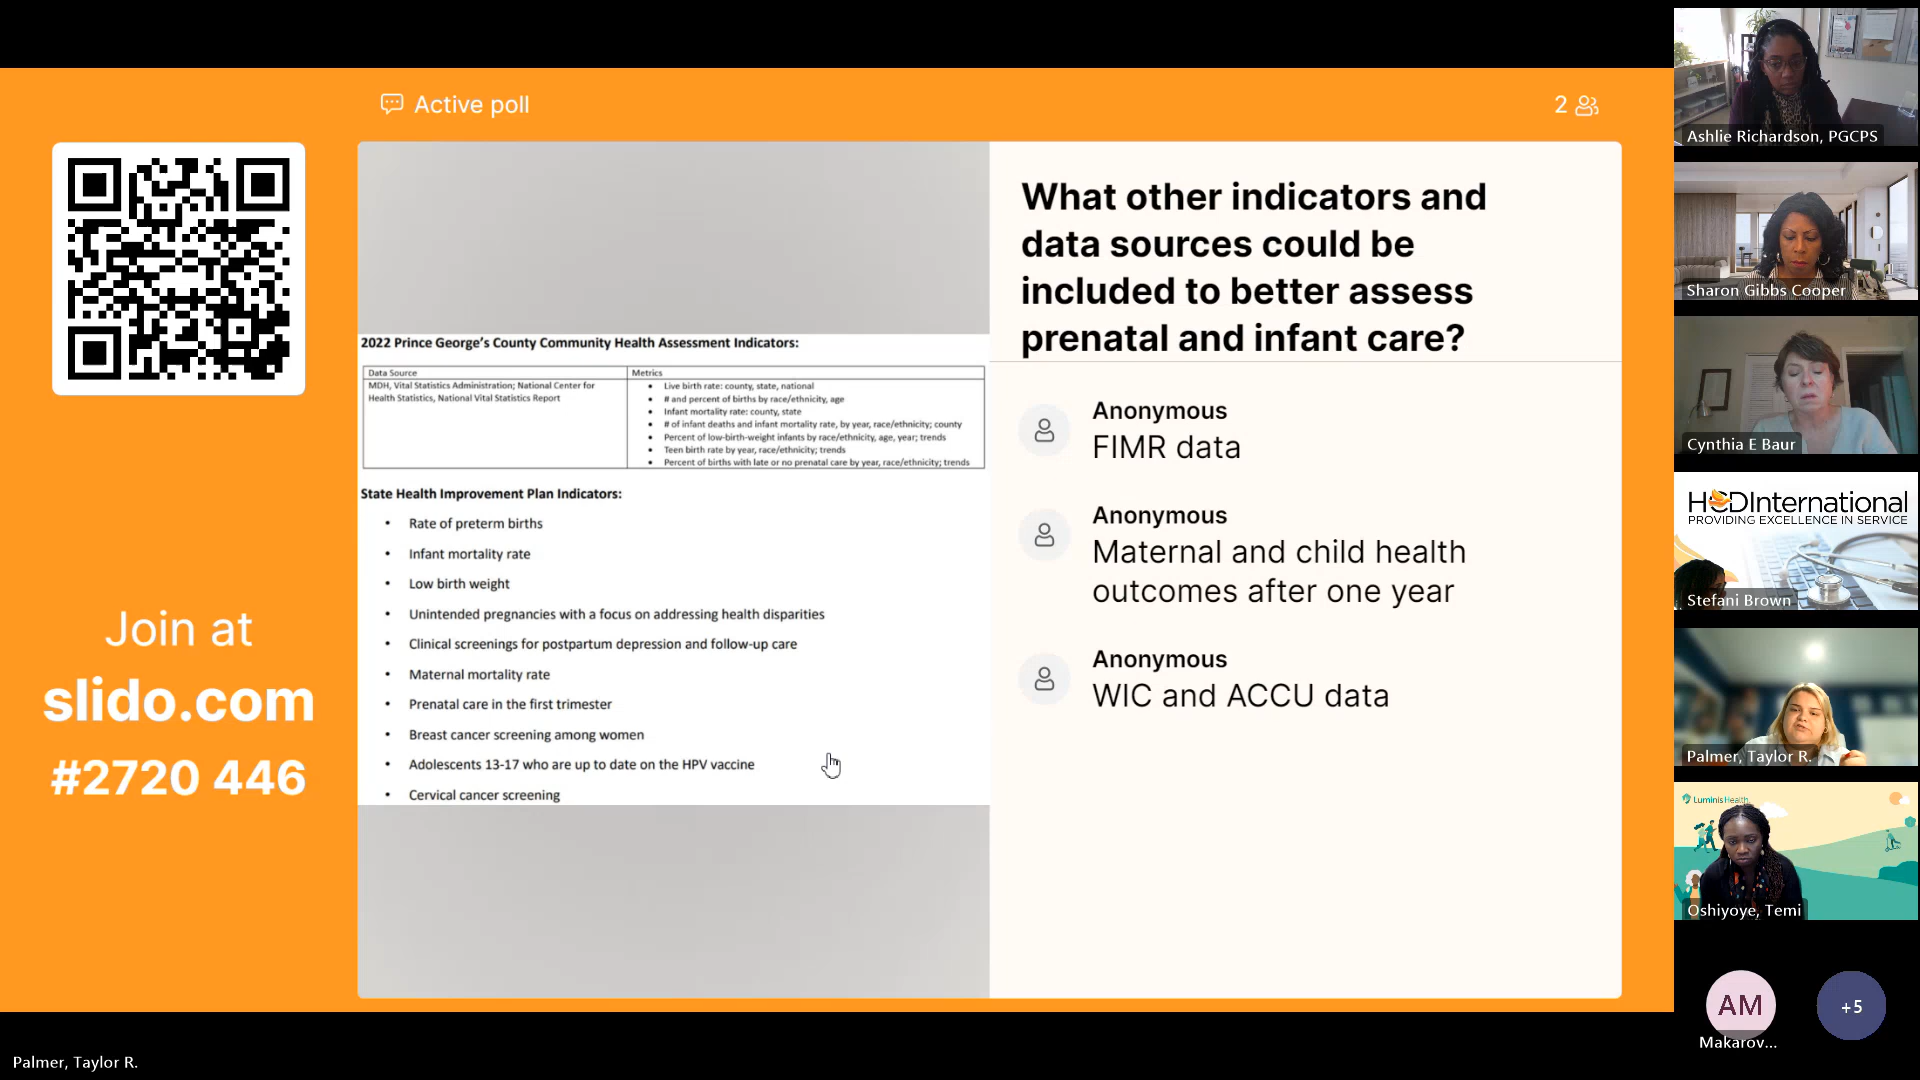 Active poll
2
Join at
slido.com
#2720 446
2022 Prince George's County Community Health Assessment Indicators:
Data Source
Metrics
MDH, Vital Statistics Administration; National Center for
Health Statistics, National Vital Statistics Report
• Live birth rate: county, state, national
• # and percent of births by race/ethnicity, age
• Infant mortality rate: county, state
• # of infant deaths and infant mortality rate, by year, race/ethnicity; county
• Percent of low-birth-weight infants by race/ethnicity, age, year; trends
• Teen birth rate by year, race/ethnicity; trends
• Percent of births with late or no prenatal care by year, race/ethnicity; trends
State Health Improvement Plan Indicators:
• Rate of preterm births
• Infant mortality rate
• Low birth weight
• Unintended pregnancies with a focus on addressing health disparities
• Clinical screenings for postpartum depression and follow-up care
• Maternal mortality rate
• Prenatal care in the first trimester
• Breast cancer screening among women
• Adolescents 13-17 who are up to date on the HPV vaccine
• Cervical cancer screening
What other indicators and
data sources could be
included to better assess
prenatal and infant care?
Anonymous
FIMR data
Anonymous
Maternal and child health
outcomes after one year
Anonymous
WIC and ACCU data
Ashlie Richardson, PGCPS
Sharon Gibbs Cooper
Cynthia E Baur
HCDInternational
PROVIDING EXCELLENCE IN SERVICE
Stefani Brown
Palmer, Taylor R.
Luminis Health
Oshiyoye, Temi
AM
+5
Makarov...
Palmer, Taylor R.